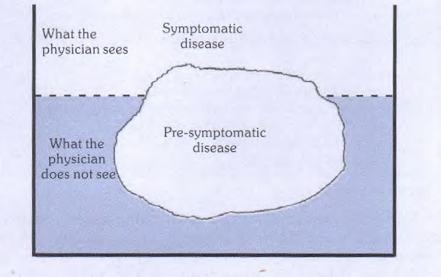 What the
physician sees
Symptomatic
disease
Pre-symptomatic
disease
What the
physician
does not see